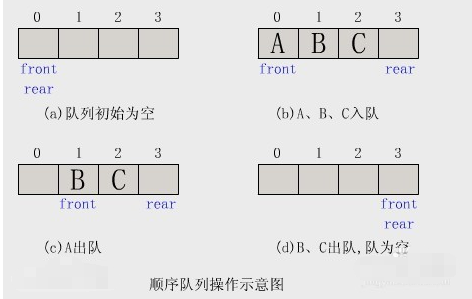 0 1 2 3
front
rear
(a)队列初始为空
0 1 2 3
A B C
front rear
(b)A、B、C入队
0 1 2 3
B C
front rear
(c)A出队
0 1 2 3
front
rear
(d)B、C出队,队为空
顺序队列操作示意图